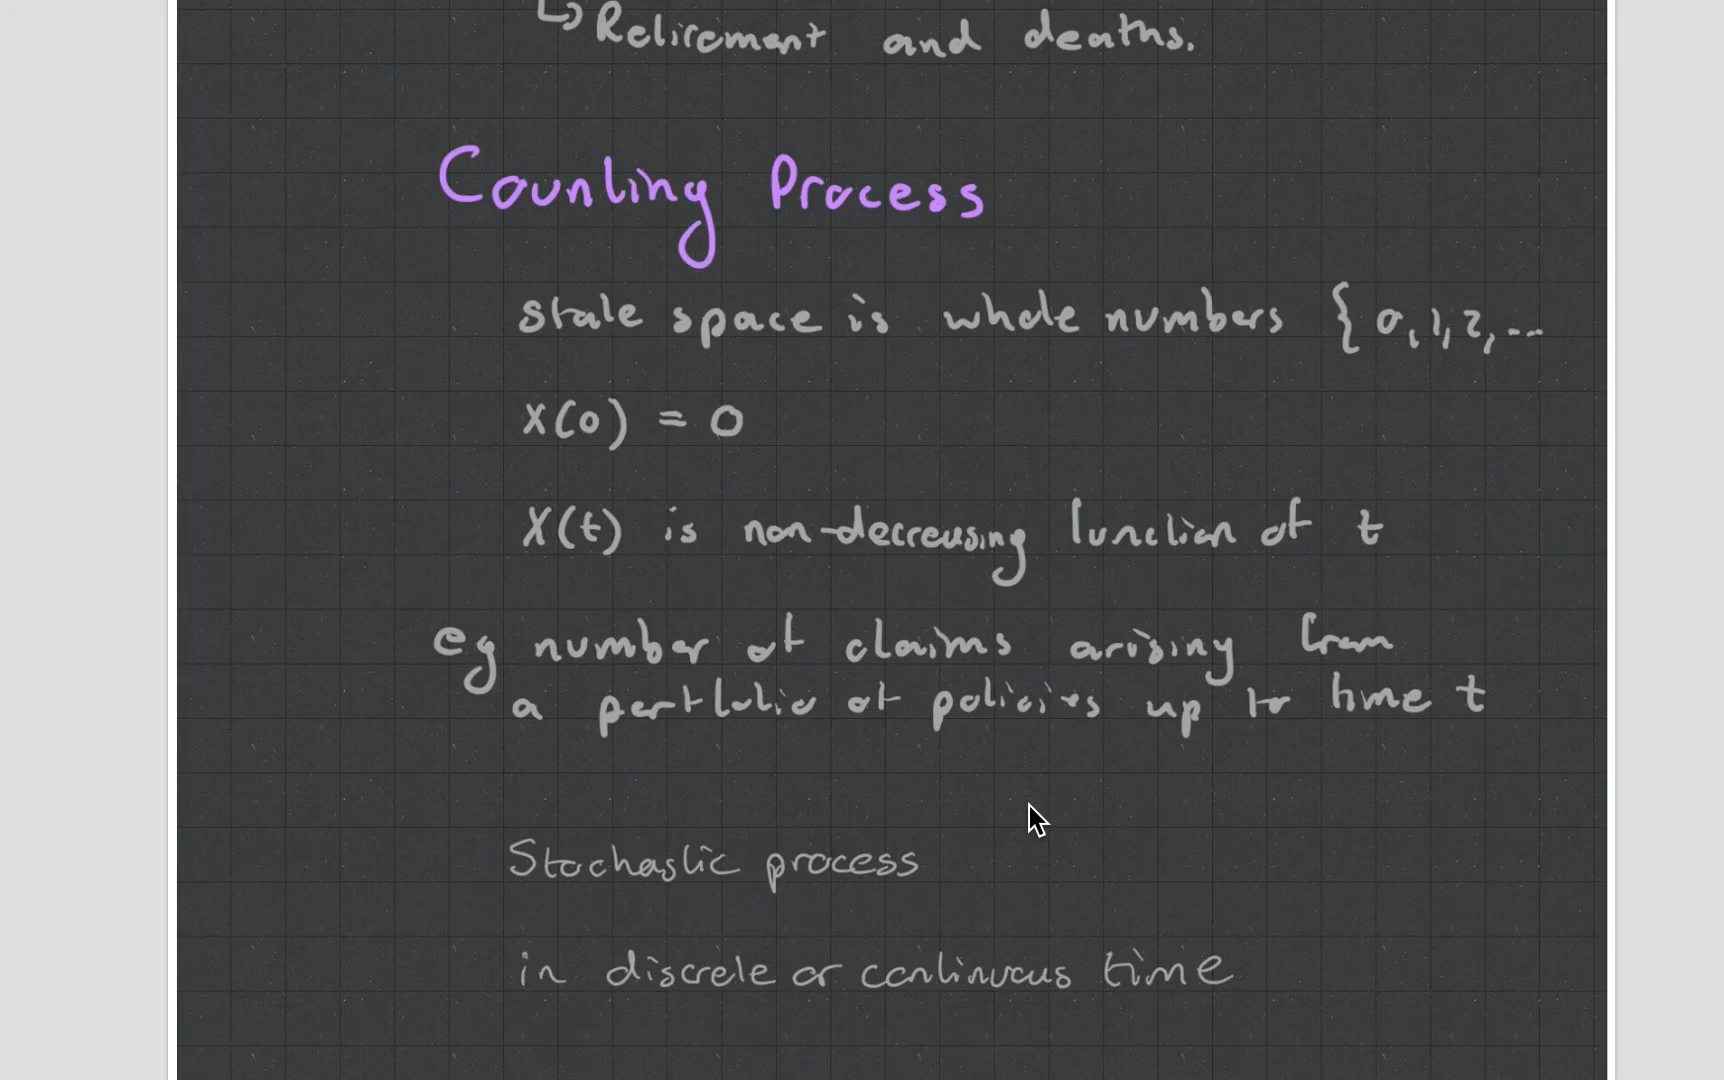 ↳ Retirement and deaths.
Counting Process
state space is whole numbers {0,1,2,...
X(0) = 0
X(t) is non-decreasing function of t
eg number of claims arising from
a portfolio of policies up to time t
Stochastic process
in discrete or continuous time